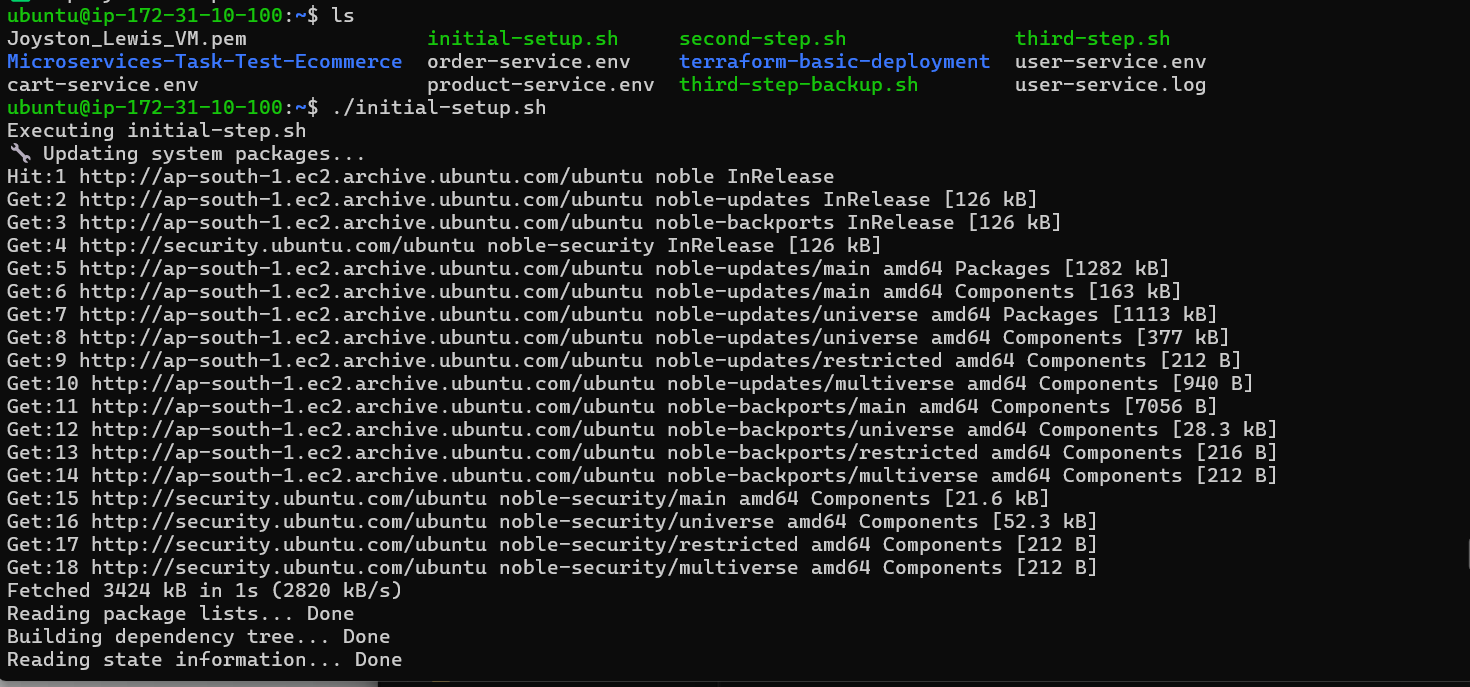 ubuntu@ip-172-31-10-100:~$ ls
Joyston_Lewis_VM.pem initial-setup.sh second-step.sh third-step.sh
Microservices-Task-Test-Ecommerce order-service.env terraform-basic-deployment user-service.env
cart-service.env product-service.env third-step-backup.sh user-service.log
ubuntu@ip-172-31-10-100:~$ ./initial-setup.sh
Executing initial-step.sh
🔧 Updating system packages...
Hit:1 http://ap-south-1.ec2.archive.ubuntu.com/ubuntu noble InRelease
Get:2 http://ap-south-1.ec2.archive.ubuntu.com/ubuntu noble-updates InRelease [126 kB]
Get:3 http://ap-south-1.ec2.archive.ubuntu.com/ubuntu noble-backports InRelease [126 kB]
Get:4 http://security.ubuntu.com/ubuntu noble-security InRelease [126 kB]
Get:5 http://ap-south-1.ec2.archive.ubuntu.com/ubuntu noble-updates/main amd64 Packages [1282 kB]
Get:6 http://ap-south-1.ec2.archive.ubuntu.com/ubuntu noble-updates/main amd64 Components [163 kB]
Get:7 http://ap-south-1.ec2.archive.ubuntu.com/ubuntu noble-updates/universe amd64 Packages [1113 kB]
Get:8 http://ap-south-1.ec2.archive.ubuntu.com/ubuntu noble-updates/universe amd64 Components [377 kB]
Get:9 http://ap-south-1.ec2.archive.ubuntu.com/ubuntu noble-updates/restricted amd64 Components [212 B]
Get:10 http://ap-south-1.ec2.archive.ubuntu.com/ubuntu noble-updates/multiverse amd64 Components [940 B]
Get:11 http://ap-south-1.ec2.archive.ubuntu.com/ubuntu noble-backports/main amd64 Components [7056 B]
Get:12 http://ap-south-1.ec2.archive.ubuntu.com/ubuntu noble-backports/universe amd64 Components [28.3 kB]
Get:13 http://ap-south-1.ec2.archive.ubuntu.com/ubuntu noble-backports/restricted amd64 Components [216 B]
Get:14 http://ap-south-1.ec2.archive.ubuntu.com/ubuntu noble-backports/multiverse amd64 Components [212 B]
Get:15 http://security.ubuntu.com/ubuntu noble-security/main amd64 Components [21.6 kB]
Get:16 http://security.ubuntu.com/ubuntu noble-security/universe amd64 Components [52.3 kB]
Get:17 http://security.ubuntu.com/ubuntu noble-security/restricted amd64 Components [212 B]
Get:18 http://security.ubuntu.com/ubuntu noble-security/multiverse amd64 Components [212 B]
Fetched 3424 kB in 1s (2820 kB/s)
Reading package lists... Done
Building dependency tree... Done
Reading state information... Done